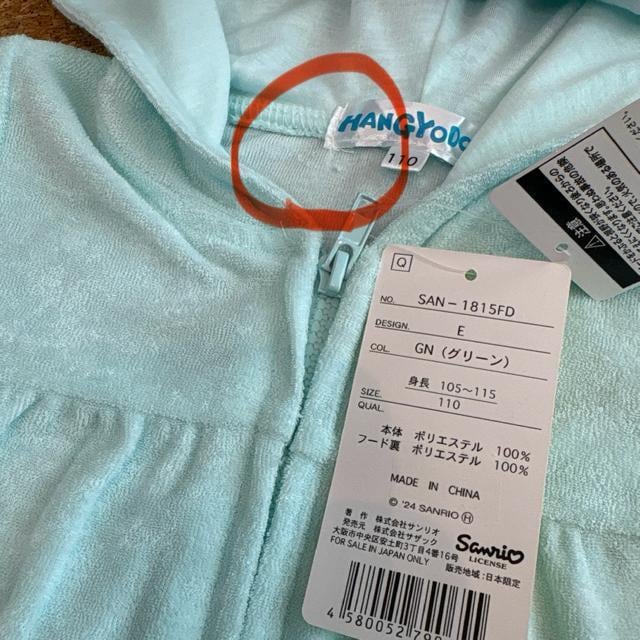 HANGYODO
110
Q
NO. SAN-1815FD
DESIGN. E
COL. GN(グリーン)
SIZE. 身長 105~115
QUAL. 110
本体 ポリエステル 100%
フード裏 ポリエステル 100%
MADE IN CHINA
© '24 SANRIO Ⓗ
著 作 株式会社サンリオ
発売元 株式会社サザック
大阪市中央区安土町3丁目4番16号
FOR SALE IN JAPAN ONLY
Sanrio
LICENSE
販売地域:日本限定
4 580052 790
注意